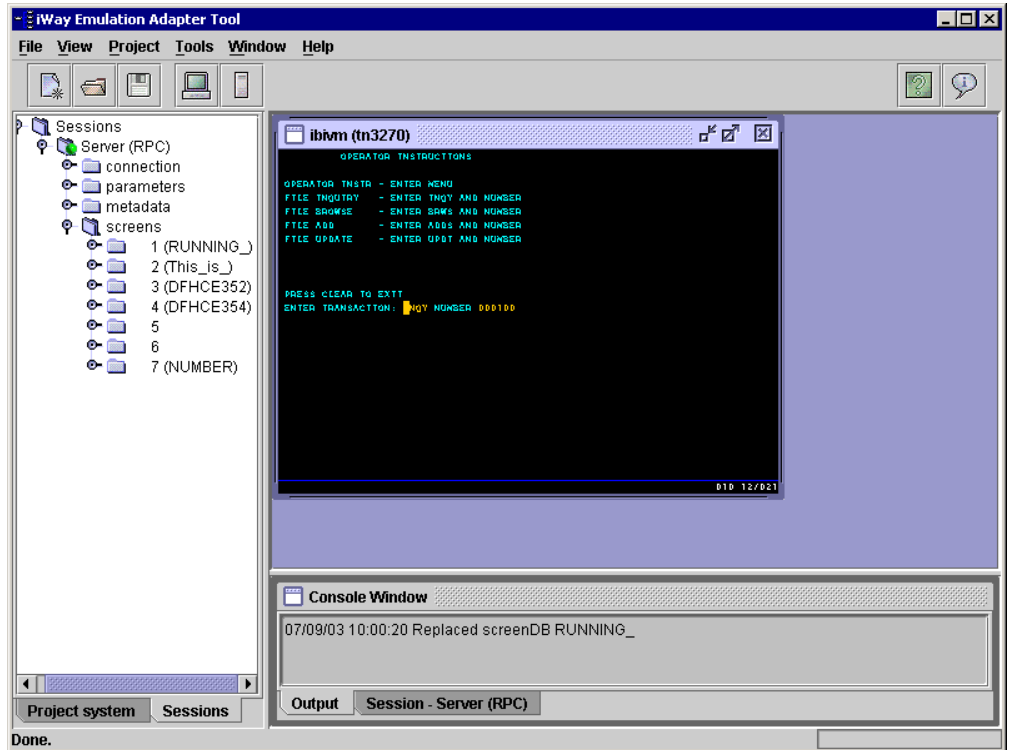 iWay Emulation Adapter Tool
File View Project Tools Window Help
Sessions
Server (RPC)
connection
parameters
metadata
screens
1 (RUNNING_)
2 (This_is_)
3 (DFHCE352)
4 (DFHCE354)
5
6
7 (NUMBER)
Project system Sessions
ibivm (tn3270)
OPERATOR INSTRUCTIONS
OPERATOR INSTR - ENTER MENU
FILE INQUIRY - ENTER INQY AND NUMBER
FILE BROWSE - ENTER BRWS AND NUMBER
FILE ADD - ENTER ADDS AND NUMBER
FILE UPDATE - ENTER UPDT AND NUMBER
PRESS CLEAR TO EXIT
ENTER TRANSACTION: NQY NUMBER 000100
010 12/021
Console Window
07/09/03 10:00:20 Replaced screenDB RUNNING_
Output Session - Server (RPC)
Done.